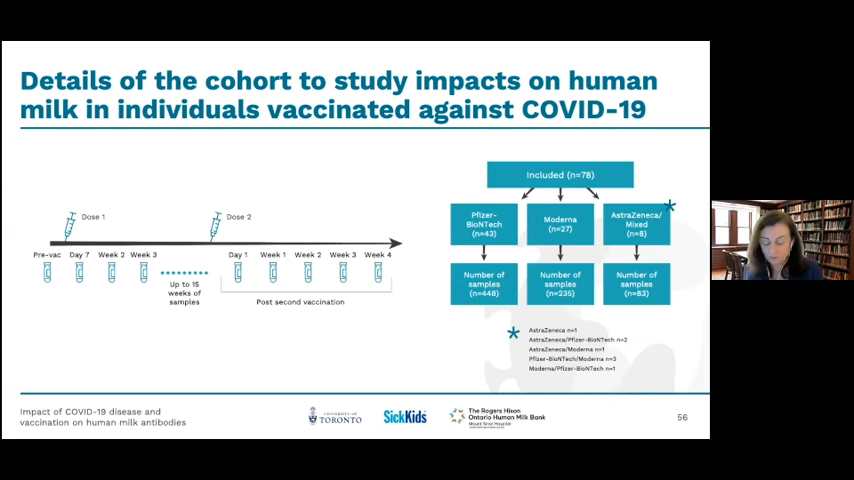 Details of the cohort to study impacts on human
milk in individuals vaccinated against COVID-19
Dose 1
Dose 2
Pre-vac
Day 7
Week 2
Week 3
Up to 15
weeks of
samples
Day 1
Week 1
Week 2
Week 3
Week 4
Post second vaccination
Included (n=78)
Pfizer-
BioNTech
(n=43)
Moderna
(n=27)
AstraZeneca/
Mixed
(n=8)
*
Number of
samples
(n=448)
Number of
samples
(n=235)
Number of
samples
(n=83)
*
AstraZeneca n=1
AstraZeneca/Pfizer-BioNTech n=2
AstraZeneca/Moderna n=1
Pfizer-BioNTech/Moderna n=3
Moderna/Pfizer-BioNTech n=1
Impact of COVID-19 disease and
vaccination on human milk antibodies
UNIVERSITY OF
TORONTO
SickKids
The Rogers Hixon
Ontario Human Milk Bank
Mount Sinai Hospital
56